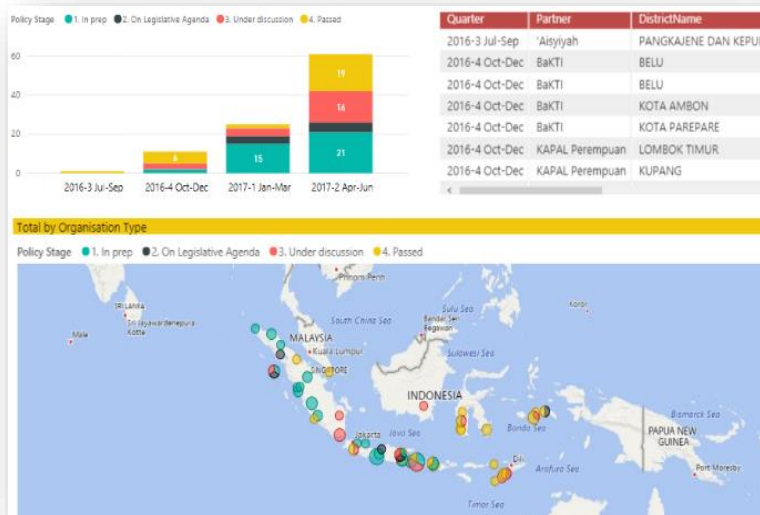 Policy Stage 1. In prep 2. On Legislative Agenda 3. Under discussion 4. Passed
60
40
20
0
19
16
21
15
6
2016-3 Jul-Sep 2016-4 Oct-Dec 2017-1 Jan-Mar 2017-2 Apr-Jun
Quarter Partner DistrictName
2016-3 Jul-Sep 'Aisyiyah PANGKAJENE DAN KEPU
2016-4 Oct-Dec BaKTI BELU
2016-4 Oct-Dec BaKTI BELU
2016-4 Oct-Dec BaKTI KOTA AMBON
2016-4 Oct-Dec BaKTI KOTA PAREPARE
2016-4 Oct-Dec KAPAL Perempuan LOMBOK TIMUR
2016-4 Oct-Dec KAPAL Perempuan KUPANG
Total by Organisation Type
Policy Stage 1. In prep 2. On Legislative Agenda 3. Under discussion 4. Passed
Phnom Penh
SRI LANKA
Sri Jayawardenepura
Kotte
Male
South China Sea
Sulu Sea
Bandar Seri
Begawan
Koror
MALAYSIA
Kuala Lumpur
SINGAPORE
Sulawesi Sea
INDONESIA
Jakarta
Java Sea
Banda Sea
Bismarck Sea
PAPUA NEW
GUINEA
Dili
Arafura Sea
Port Moresby
Timor Sea